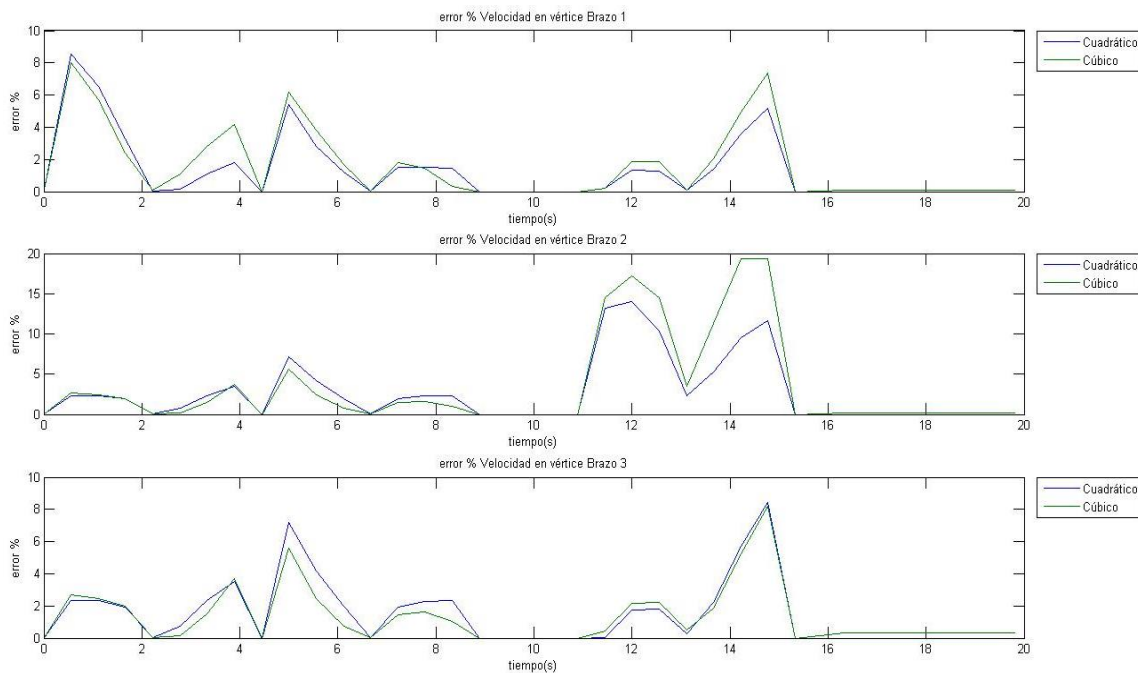 error % Velocidad en vértice Brazo 1
10
8
6
4
2
0
error %
0 2 4 6 8 10 12 14 16 18 20
tiempo(s)
Cuadrático
Cúbico
error % Velocidad en vértice Brazo 2
20
15
10
5
0
error %
0 2 4 6 8 10 12 14 16 18 20
tiempo(s)
Cuadrático
Cúbico
error % Velocidad en vértice Brazo 3
10
8
6
4
2
0
error %
0 2 4 6 8 10 12 14 16 18 20
tiempo(s)
Cuadrático
Cúbico